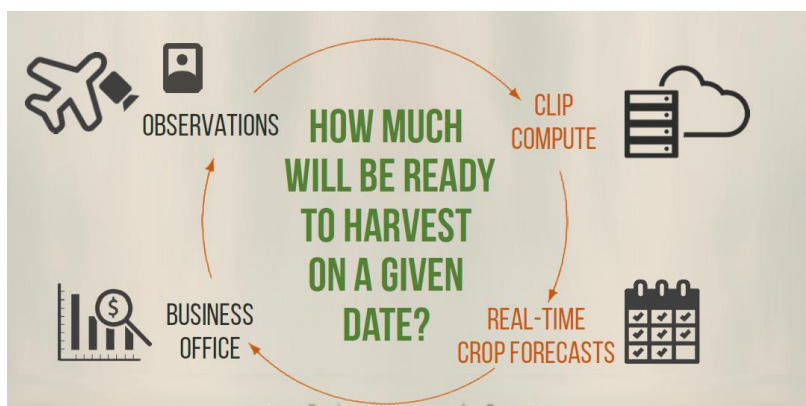 OBSERVATIONS
HOW MUCH
WILL BE READY
TO HARVEST
ON A GIVEN
DATE?
CLIP
COMPUTE
REAL-TIME
CROP FORECASTS
BUSINESS
OFFICE
$